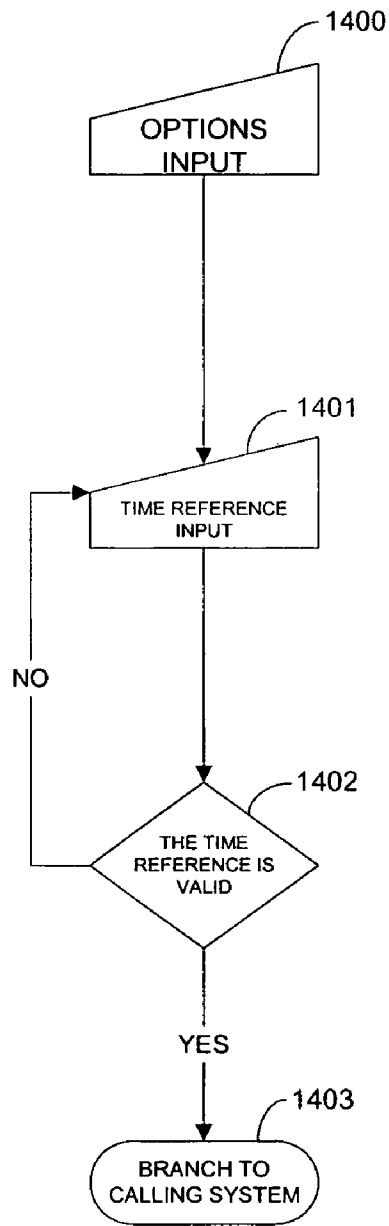 1400
OPTIONS
INPUT
1401
TIME REFERENCE
INPUT
NO
1402
THE TIME
REFERENCE IS
VALID
YES
1403
BRANCH TO
CALLING SYSTEM